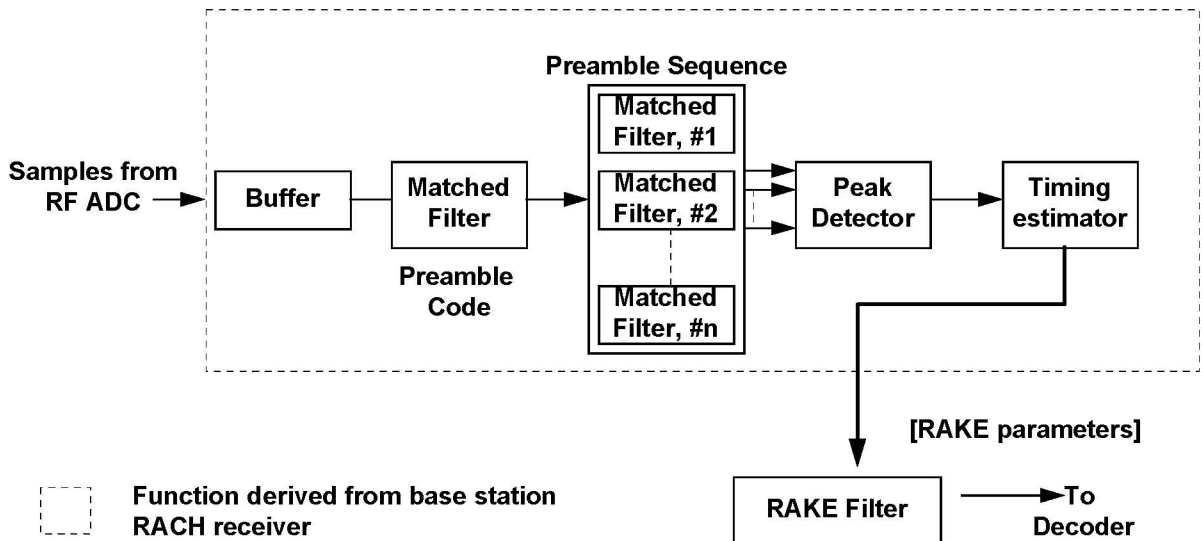 Preamble Sequence
Samples from
RF ADC
Buffer
Matched
Filter
Preamble
Code
Matched
Filter, #1
Matched
Filter, #2
Matched
Filter, #n
Peak
Detector
Timing
estimator
[RAKE parameters]
Function derived from base station
RACH receiver
RAKE Filter
To
Decoder